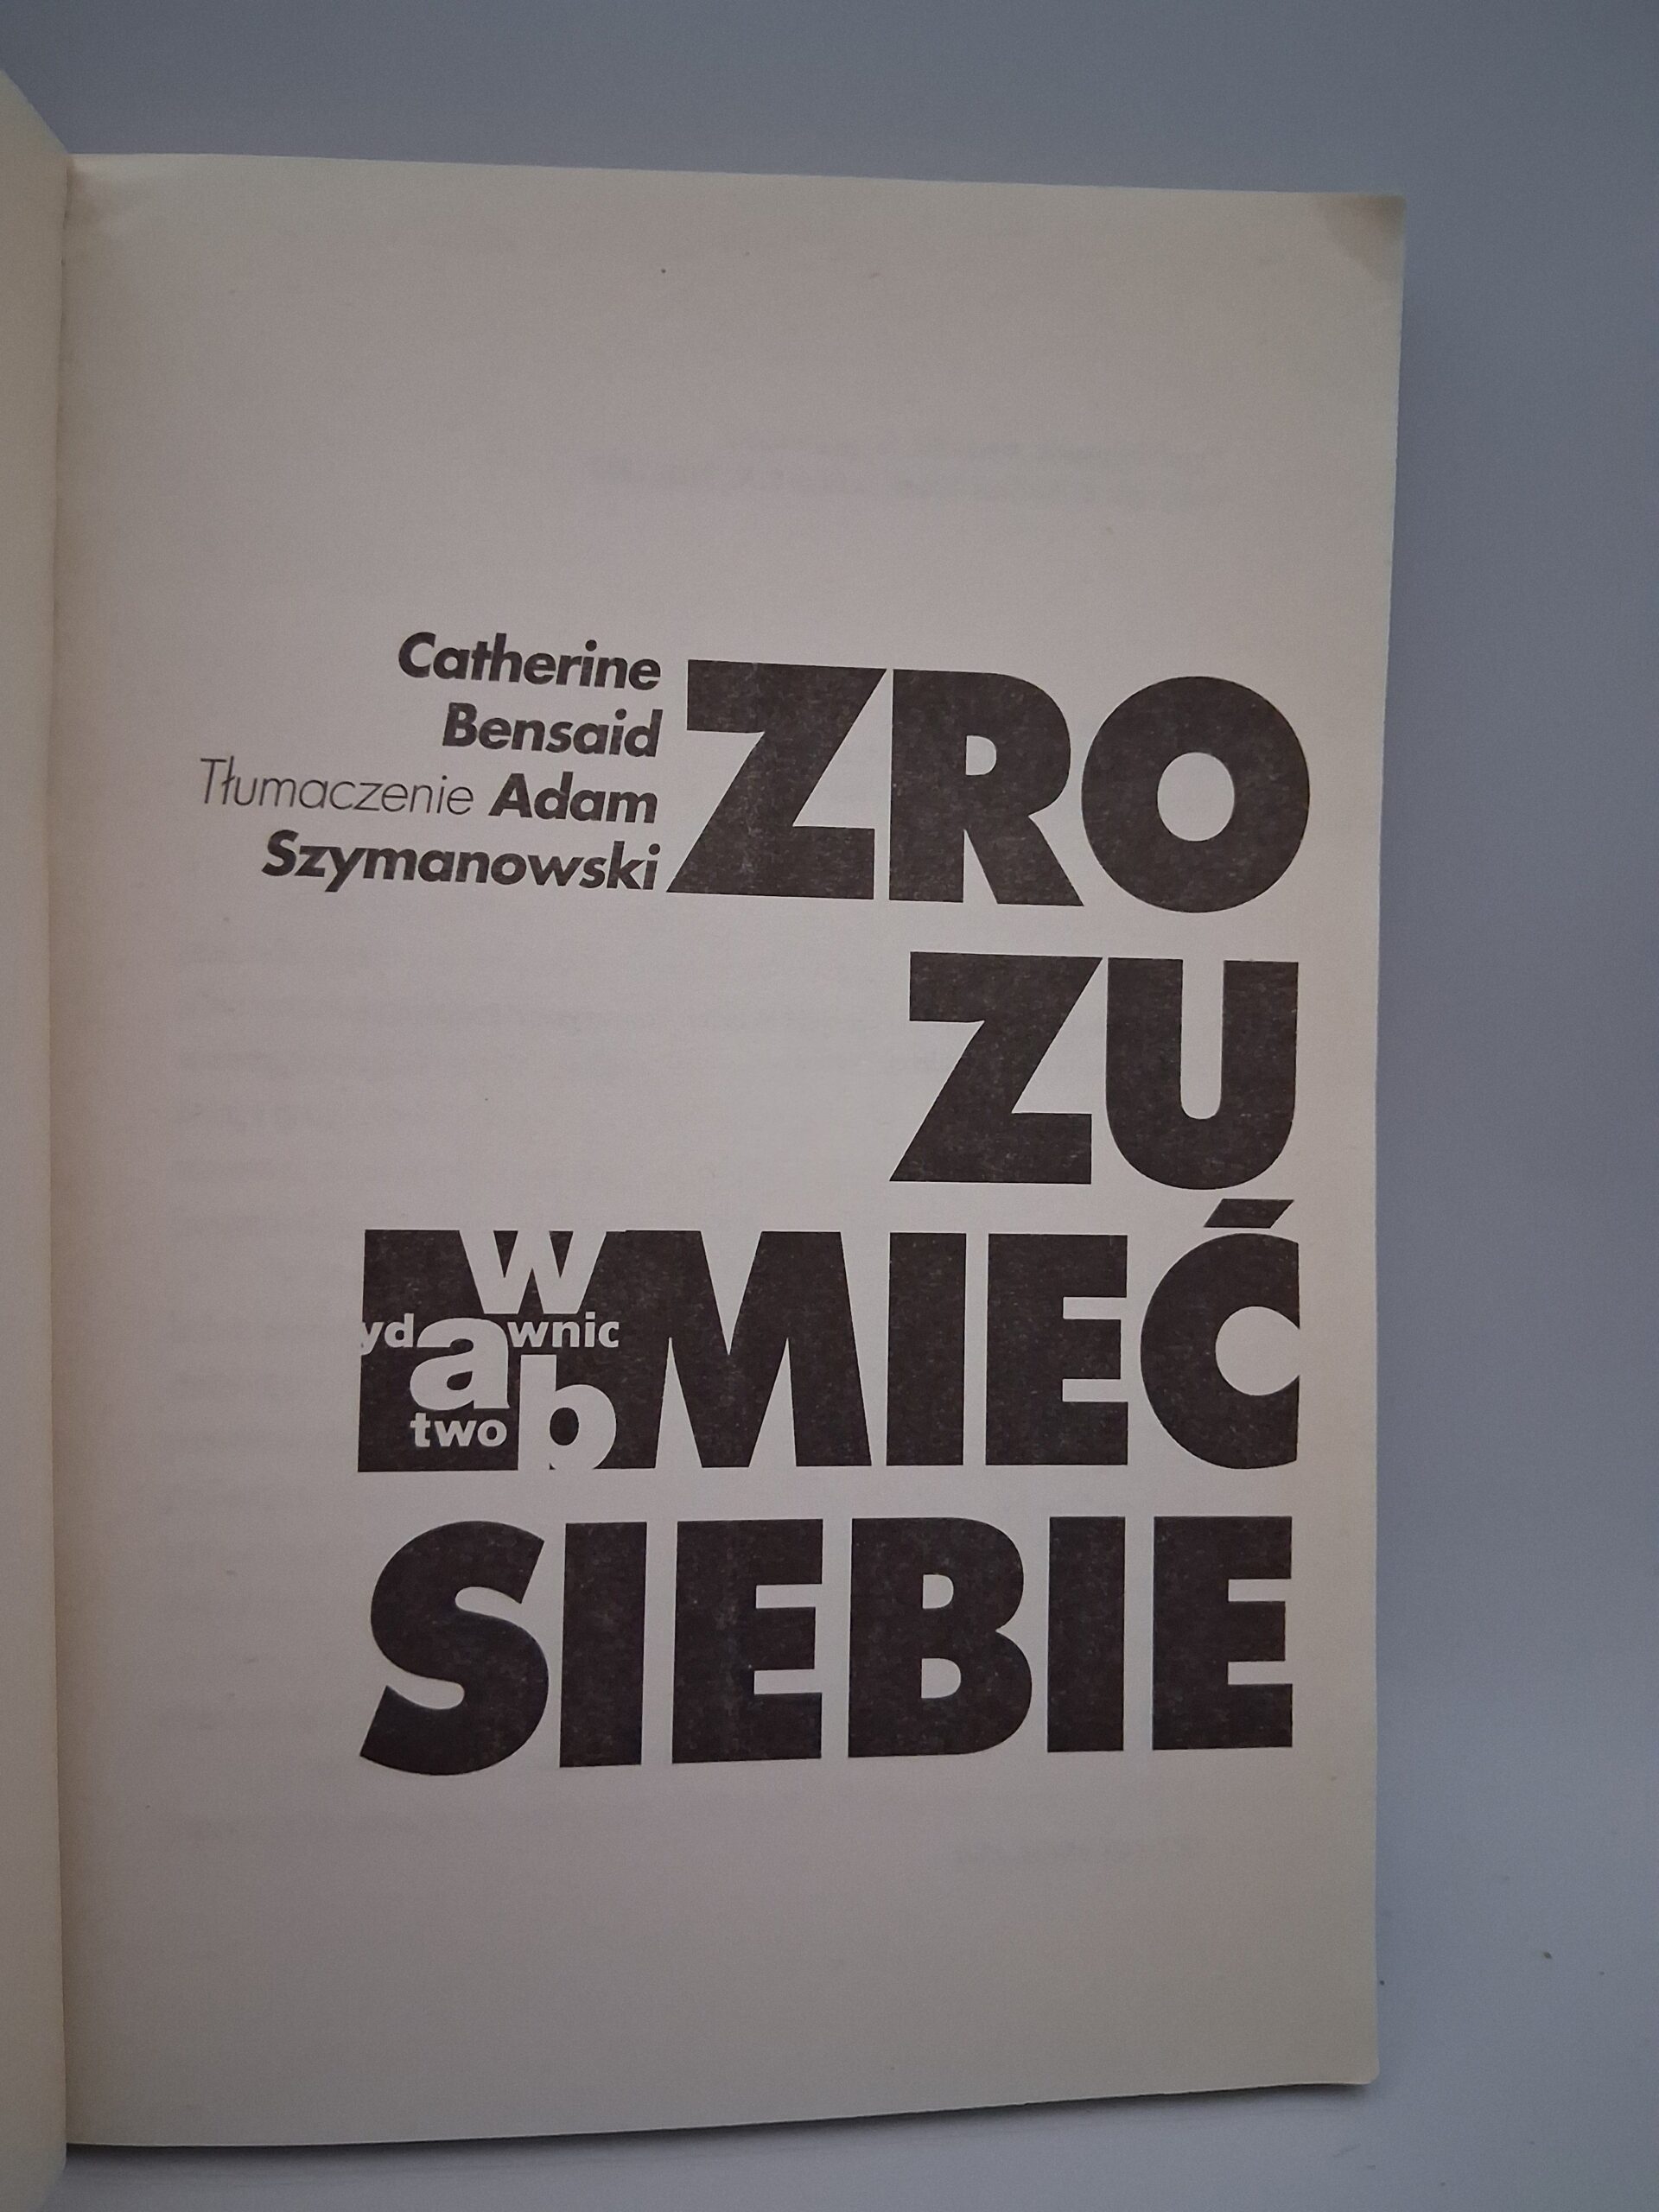 Catherine
Bensaid
Tłumaczenie Adam
Szymanowski
ZRO
ZU
MIEĆ
W
yd a wnic
two b
SIEBIE